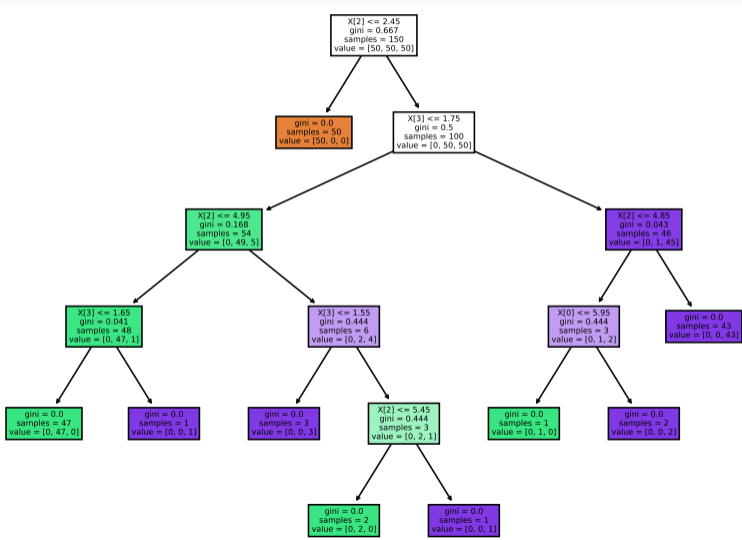 X[2] <= 2.45
gini = 0.667
samples = 150
value = [50, 50, 50]
gini = 0.0
samples = 50
value = [50, 0, 0]
X[3] <= 1.75
gini = 0.5
samples = 100
value = [0, 50, 50]
X[2] <= 4.95
gini = 0.168
samples = 54
value = [0, 49, 5]
X[2] <= 4.85
gini = 0.043
samples = 46
value = [0, 1, 45]
X[3] <= 1.65
gini = 0.041
samples = 48
value = [0, 47, 1]
X[3] <= 1.55
gini = 0.444
samples = 6
value = [0, 2, 4]
X[0] <= 5.95
gini = 0.444
samples = 3
value = [0, 1, 2]
gini = 0.0
samples = 43
value = [0, 0, 43]
gini = 0.0
samples = 47
value = [0, 47, 0]
gini = 0.0
samples = 1
value = [0, 0, 1]
gini = 0.0
samples = 3
value = [0, 0, 3]
X[2] <= 5.45
gini = 0.444
samples = 3
value = [0, 2, 1]
gini = 0.0
samples = 1
value = [0, 1, 0]
gini = 0.0
samples = 2
value = [0, 0, 2]
gini = 0.0
samples = 2
value = [0, 2, 0]
gini = 0.0
samples = 1
value = [0, 0, 1]